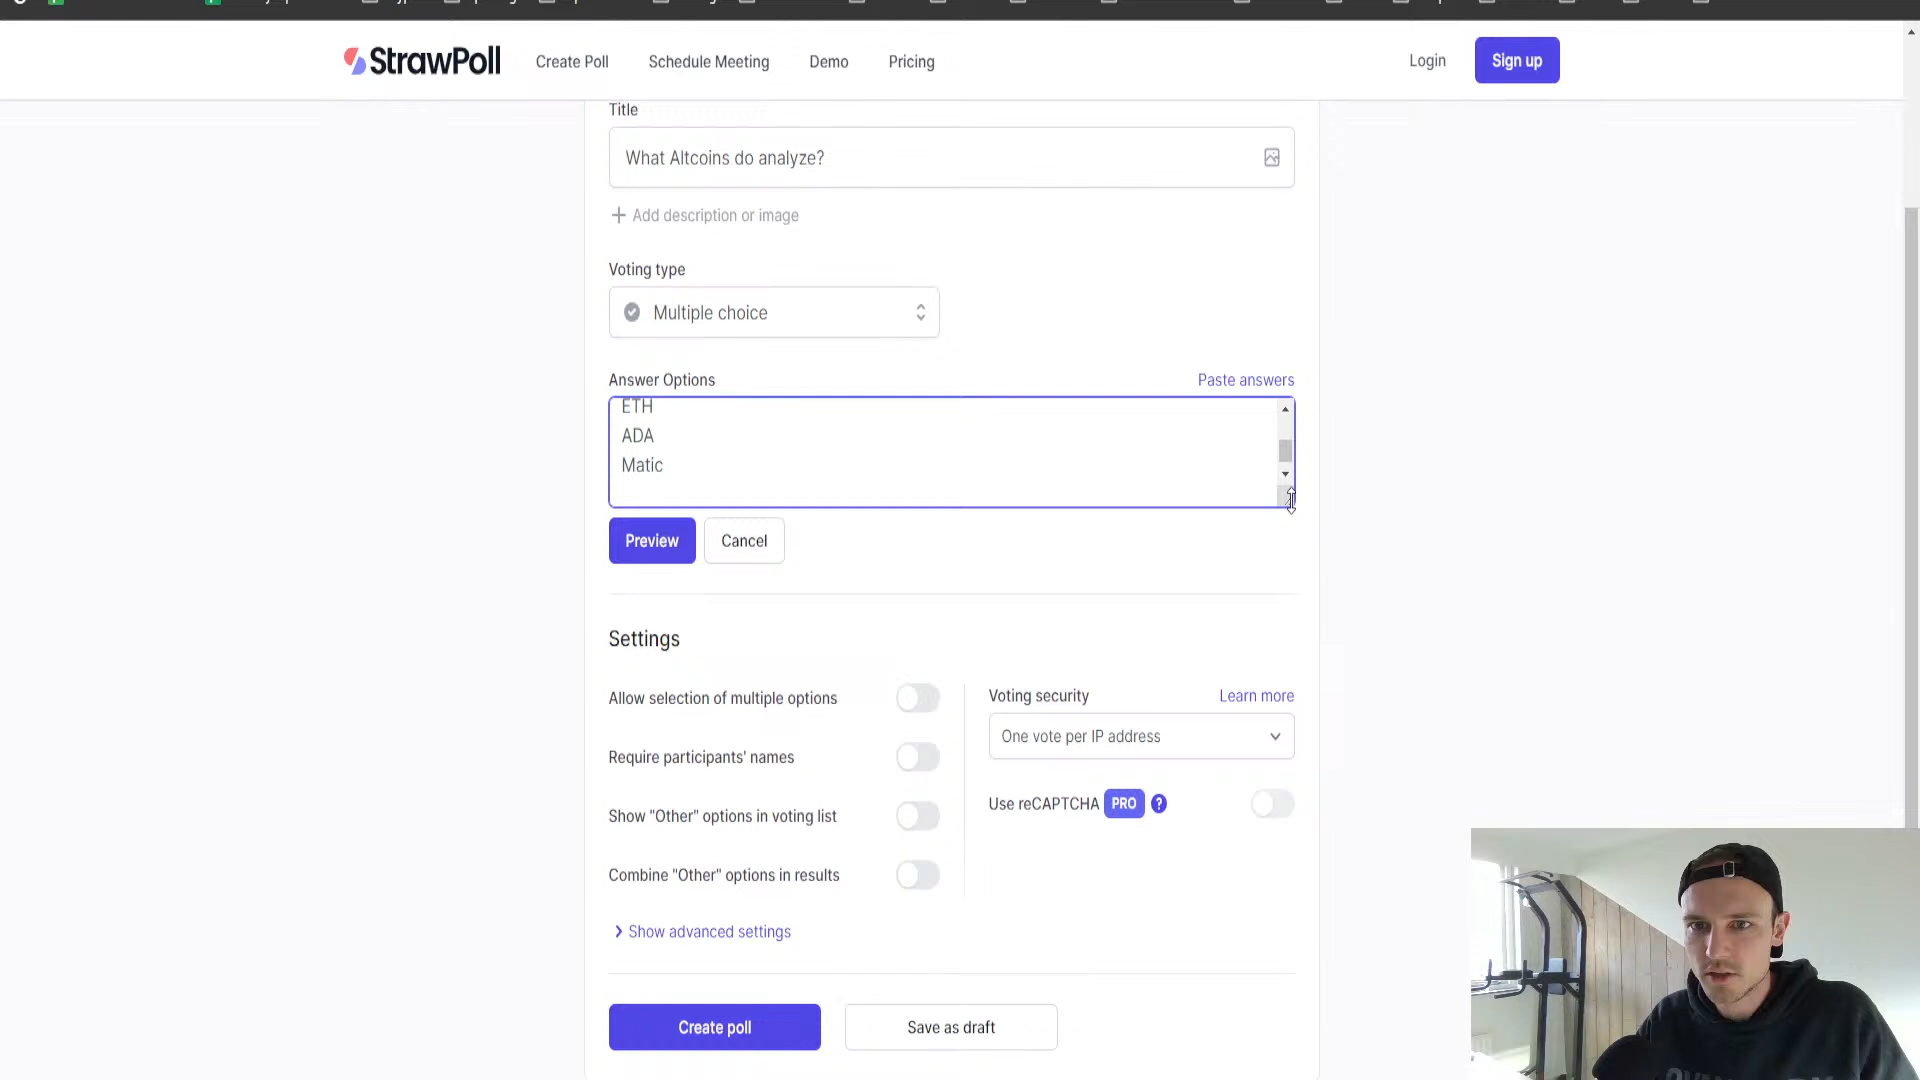 StrawPoll
Create Poll
Schedule Meeting
Demo
Pricing
Login
Sign up
Title
What Altcoins do analyze?
+ Add description or image
Voting type
Multiple choice
Answer Options
Paste answers
ETH
ADA
Matic
Preview
Cancel
Settings
Allow selection of multiple options
Require participants' names
Show "Other" options in voting list
Combine "Other" options in results
Show advanced settings
Voting security
Learn more
One vote per IP address
Use reCAPTCHA PRO ?
Create poll
Save as draft